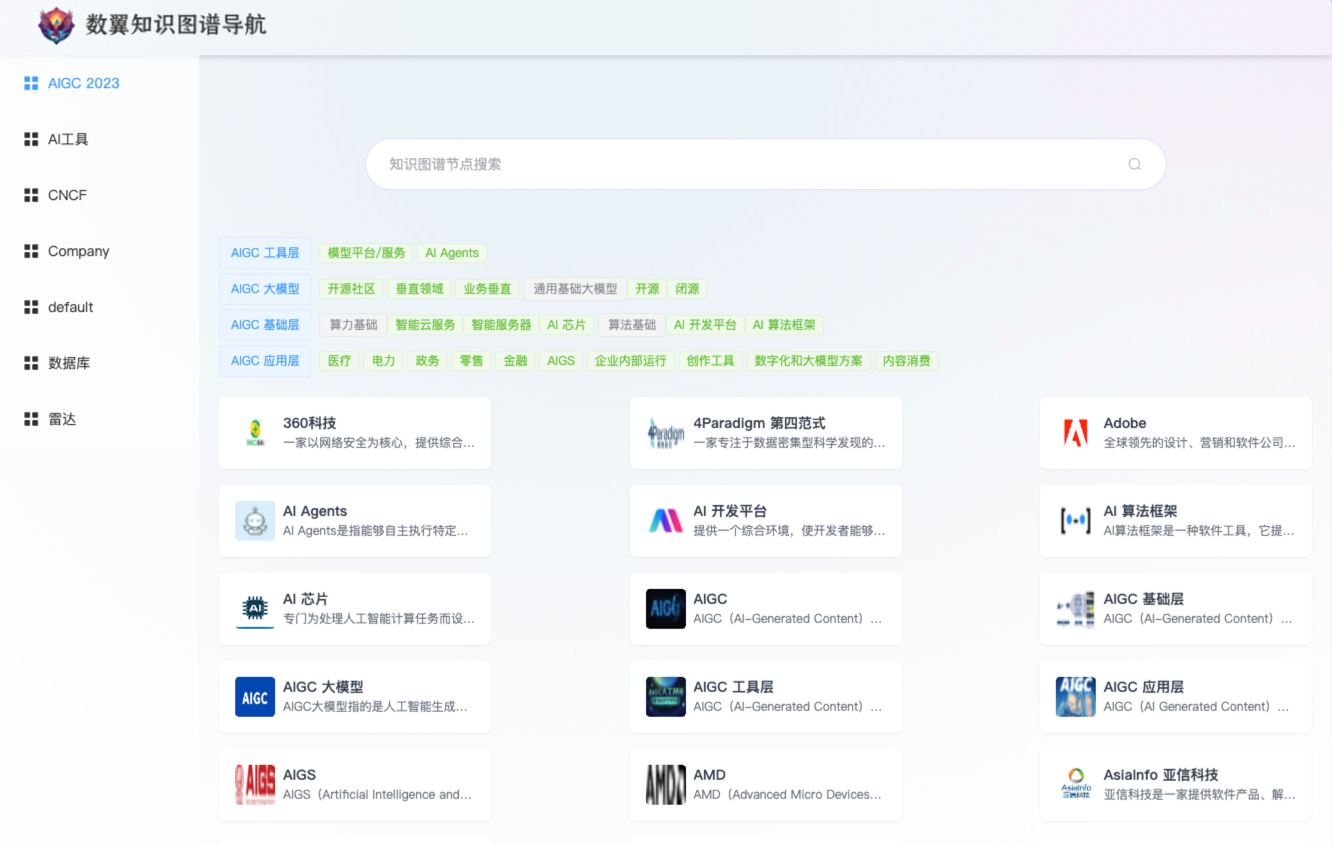 数翼知识图谱导航
AIGC 2023
AI工具
CNCF
Company
default
数据库
雷达
知识图谱节点搜索
AIGC 工具层 模型平台/服务 AI Agents
AIGC 大模型 开源社区 垂直领域 业务垂直 通用基础大模型 开源 闭源
AIGC 基础层 算力基础 智能云服务 智能服务器 AI 芯片 算法基础 AI 开发平台 AI 算法框架
AIGC 应用层 医疗 电力 政务 零售 金融 AIGS 企业内部运行 创作工具 数字化和大模型方案 内容消费
360科技
一家以网络安全为核心，提供综合...
4Paradigm
4Paradigm 第四范式
一家专注于数据密集型科学发现的...
Adobe
全球领先的设计、营销和软件公司...
AI Agents
AI Agents是指能够自主执行特定...
AI 开发平台
提供一个综合环境，使开发者能够...
AI 算法框架
AI算法框架是一种软件工具，它提...
AI
AI 芯片
专门为处理人工智能计算任务而设...
AIGC
AIGC
AIGC（AI-Generated Content）...
AIGC 基础层
AIGC（AI-Generated Content）...
AIGC
AIGC 大模型
AIGC大模型指的是人工智能生成...
AIGC 工具层
AIGC（AI-Generated Content）...
AIGC
AIGC 应用层
AIGC（AI Generated Content）...
AIGS
AIGS
AIGS（Artificial Intelligence and...
AMD
AMD
AMD（Advanced Micro Devices...
AsiaInfo
亚信科技
AsiaInfo 亚信科技
亚信科技是一家提供软件产品、解...